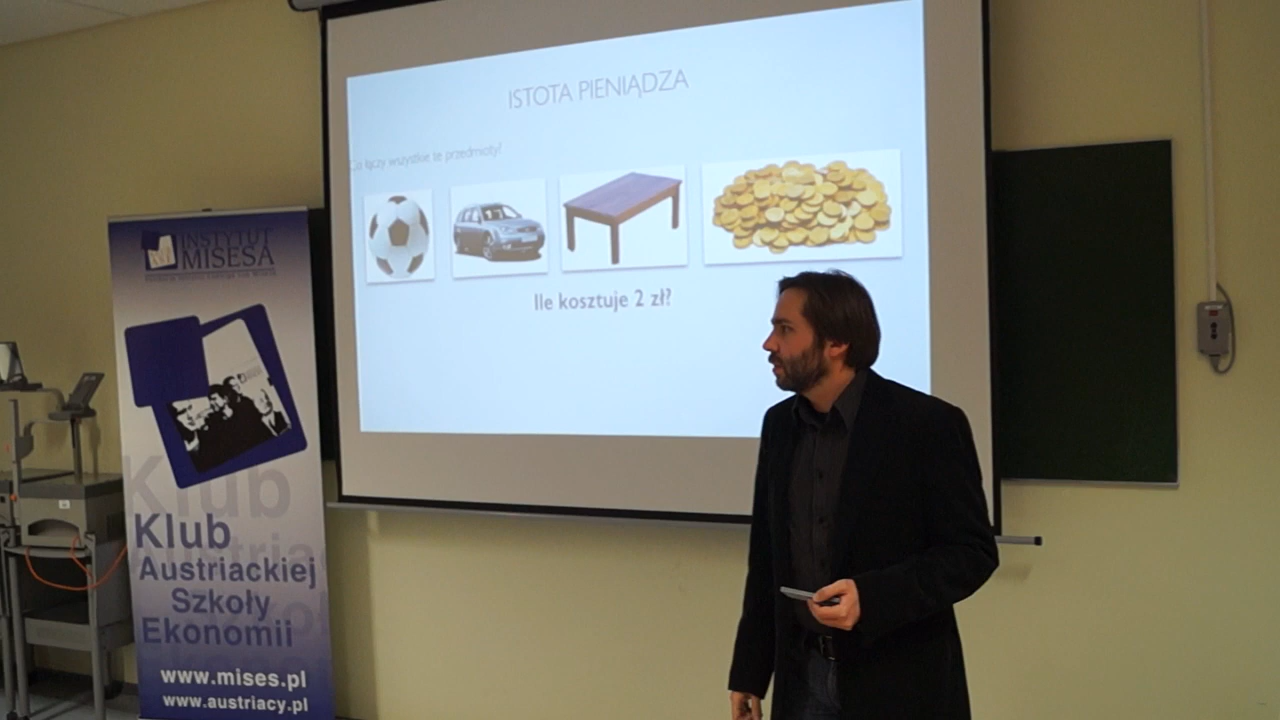 ISTOTA PIENIĄDZA
Co łączy wszystkie te przedmioty?
Ile kosztuje 2 zł?
INSTYTUT
MISESA
Klub
Klub
Austriackiej
Szkoły
Ekonomii
www.mises.pl
www.austriacy.pl